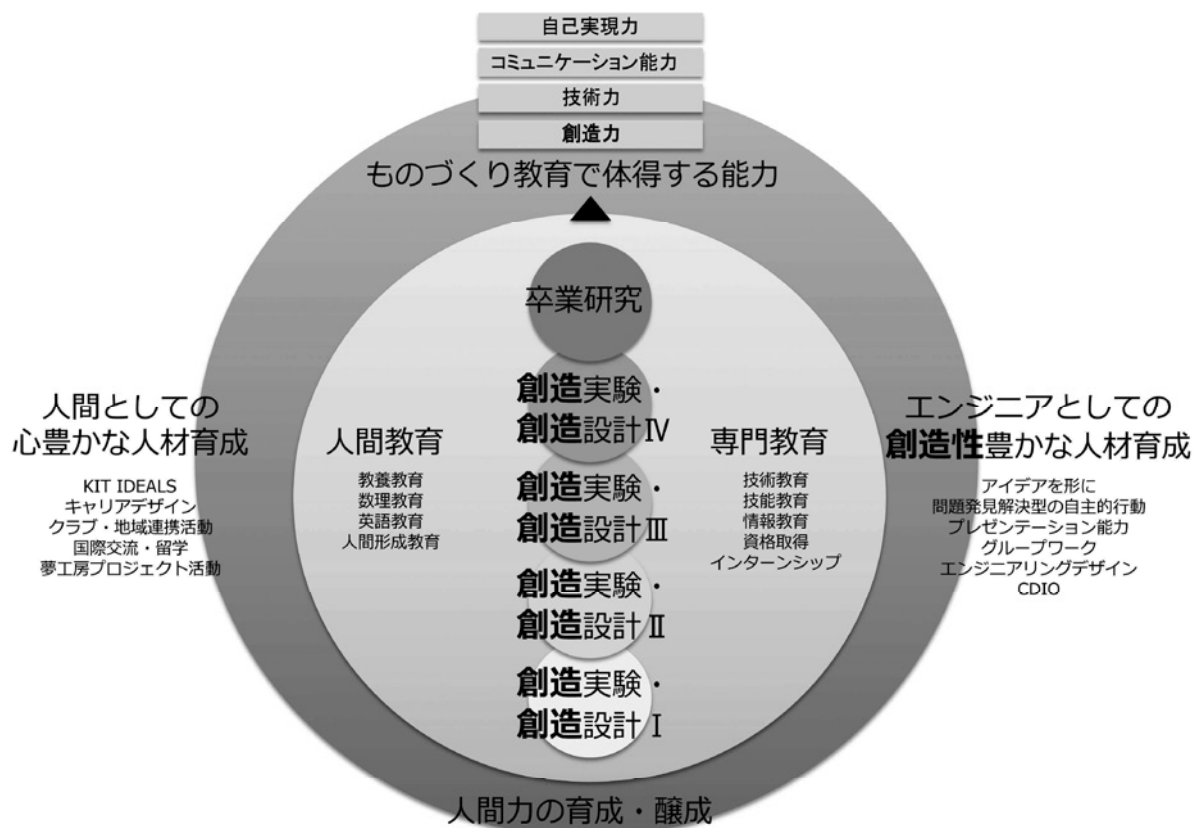 自己実現力
コミュニケーション能力
技術力
創造力
ものづくり教育で体得する能力
卒業研究
創造実験・
創造設計Ⅳ
創造実験・
創造設計Ⅲ
創造実験・
創造設計Ⅱ
創造実験・
創造設計Ⅰ
人間としての
心豊かな人材育成
KIT IDEALS
キャリアデザイン
クラブ・地域連携活動
国際交流・留学
夢工房プロジェクト活動
人間教育
教養教育
数理教育
英語教育
人間形成教育
専門教育
技術教育
技能教育
情報教育
資格取得
インターンシップ
エンジニアとしての
創造性豊かな人材育成
アイデアを形に
問題発見解決型の自主的行動
プレゼンテーション能力
グループワーク
エンジニアリングデザイン
CDIO
人間力の育成・醸成